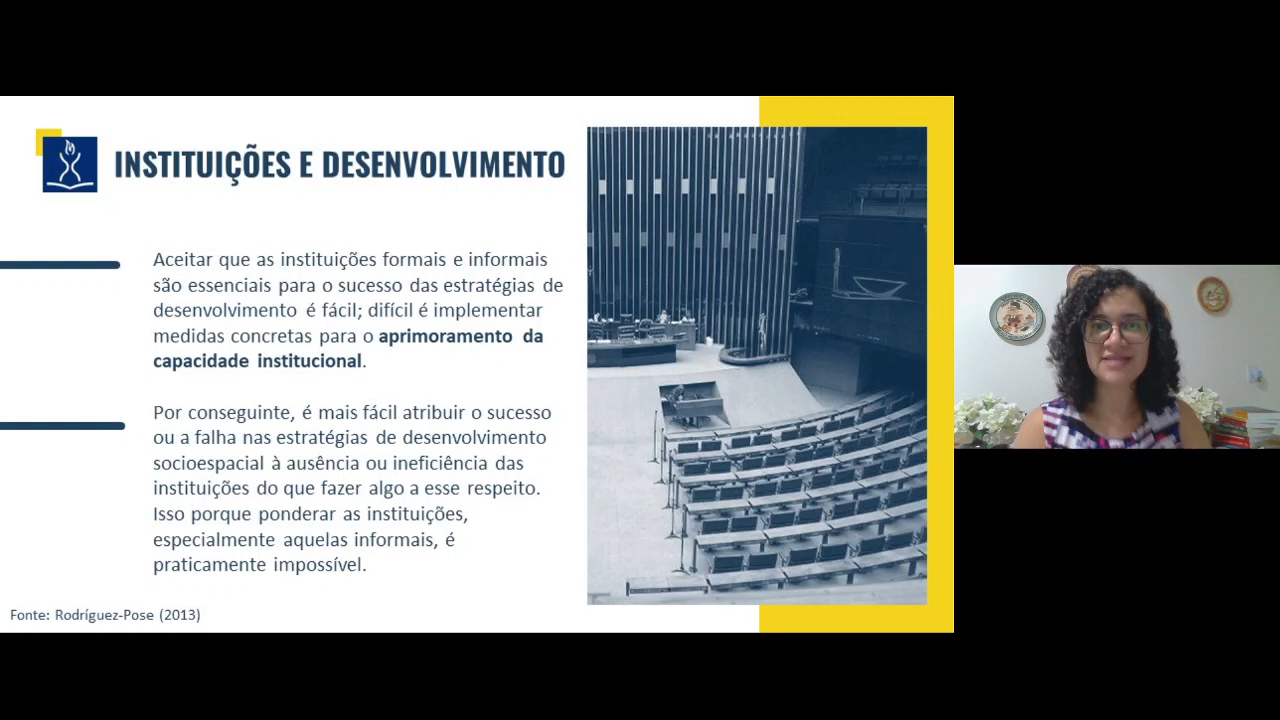 INSTITUIÇÕES E DESENVOLVIMENTO
Aceitar que as instituições formais e informais
são essenciais para o sucesso das estratégias de
desenvolvimento é fácil; difícil é implementar
medidas concretas para o aprimoramento da
capacidade institucional.
Por conseguinte, é mais fácil atribuir o sucesso
ou a falha nas estratégias de desenvolvimento
socioespacial à ausência ou ineficiência das
instituições do que fazer algo a esse respeito.
Isso porque ponderar as instituições,
especialmente aquelas informais, é
praticamente impossível.
Fonte: Rodríguez-Pose (2013)